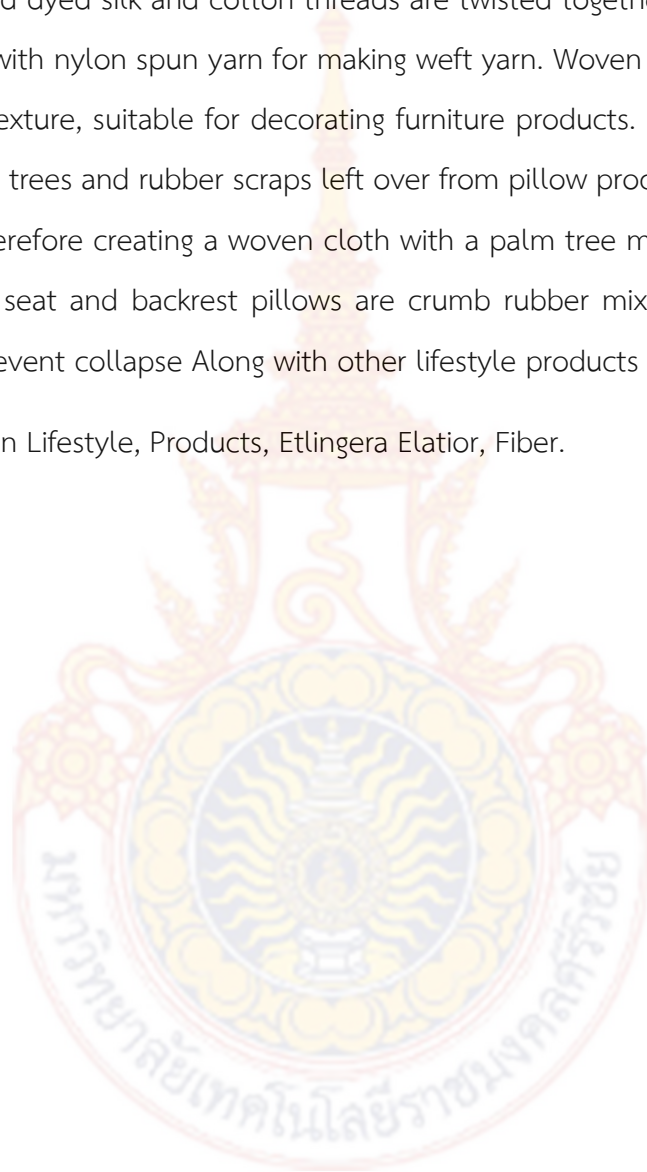 d dyed silk and cotton threads are twisted togethe
with nylon spun yarn for making weft yarn. Woven
exture, suitable for decorating furniture products.
trees and rubber scraps left over from pillow proc
erefore creating a woven cloth with a palm tree m
seat and backrest pillows are crumb rubber mix
event collapse Along with other lifestyle products
n Lifestyle, Products, Etlingera Elatior, Fiber.
มหาวิทยาลัยเทคโนโลยีราชมงคลศรีวิชัย